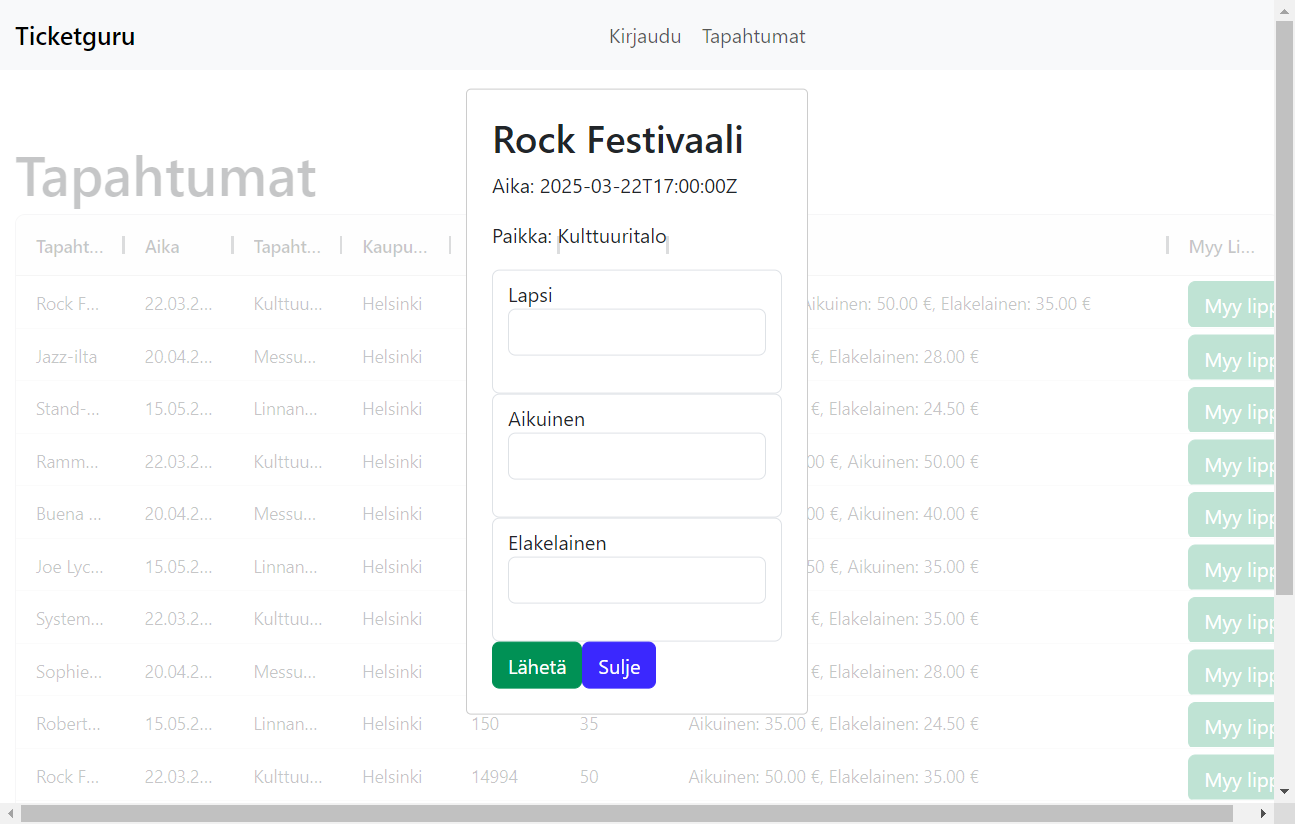 Ticketguru
Kirjaudu Tapahtumat
Rock Festivaali
Aika: 2025-03-22T17:00:00Z
Paikka: Kulttuuritalo
Lapsi
Aikuinen
Elakelainen
Lähetä Sulje
Tapahtumat
Tapaht... Aika Tapaht... Kaupu... Myy Li...
Rock F... 22.03.2... Kulttuu... Helsinki Aikuinen: 50.00 €, Elakelainen: 35.00 € Myy lipp
Jazz-ilta 20.04.2... Messu... Helsinki €, Elakelainen: 28.00 € Myy lipp
Stand-... 15.05.2... Linnan... Helsinki €, Elakelainen: 24.50 € Myy lipp
Ramm... 22.03.2... Kulttuu... Helsinki 00 €, Aikuinen: 50.00 € Myy lipp
Buena ... 20.04.2... Messu... Helsinki 00 €, Aikuinen: 40.00 € Myy lipp
Joe Lyc... 15.05.2... Linnan... Helsinki 50 €, Aikuinen: 35.00 € Myy lipp
System... 22.03.2... Kulttuu... Helsinki €, Elakelainen: 35.00 € Myy lipp
Sophie... 20.04.2... Messu... Helsinki €, Elakelainen: 28.00 € Myy lipp
Robert... 15.05.2... Linnan... Helsinki 150 35 Aikuinen: 35.00 €, Elakelainen: 24.50 € Myy lipp
Rock F... 22.03.2... Kulttuu... Helsinki 14994 50 Aikuinen: 50.00 €, Elakelainen: 35.00 € Myy lipp